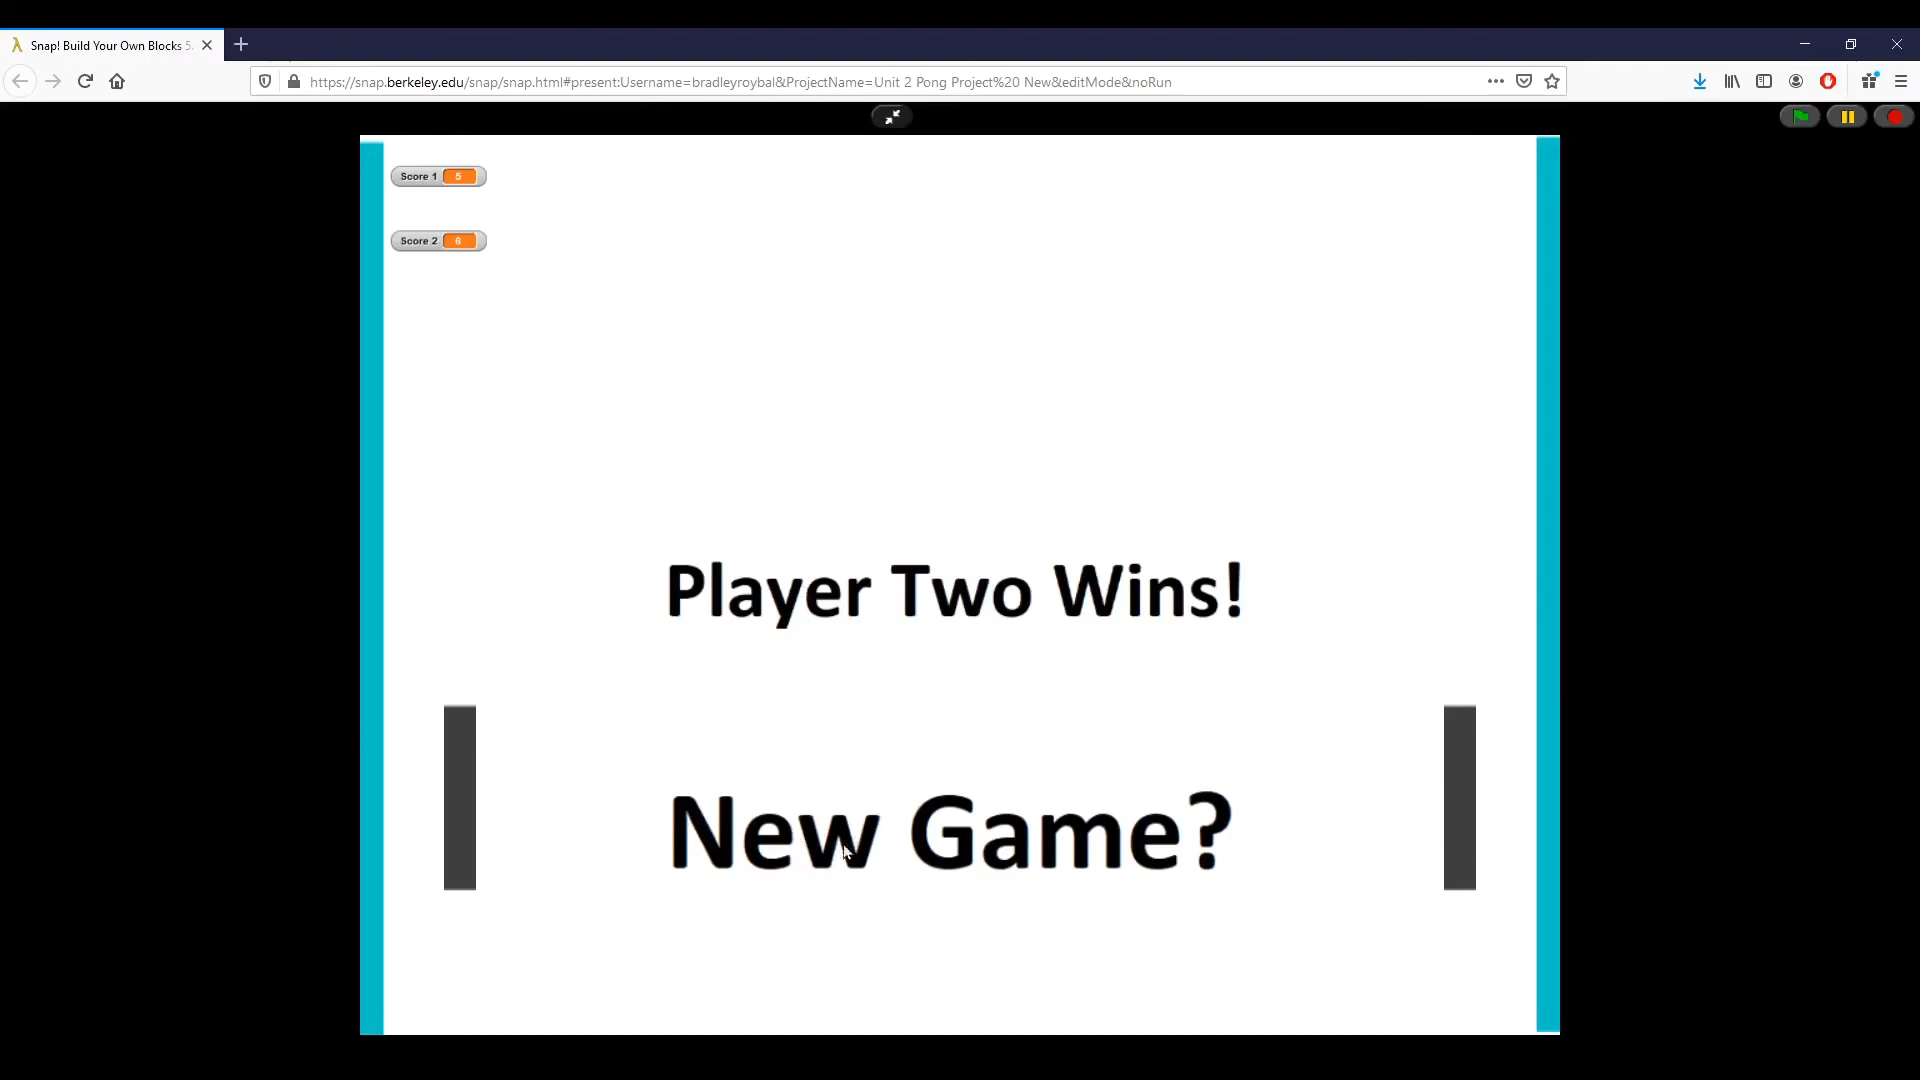 Snap! Build Your Own Blocks 5.
https://snap.berkeley.edu/snap/snap.html#present:Username=bradleyroybal&ProjectName=Unit 2 Pong Project%20 New&editMode&noRun
Score 1 5
Score 2 6
Player Two Wins!
New Game?